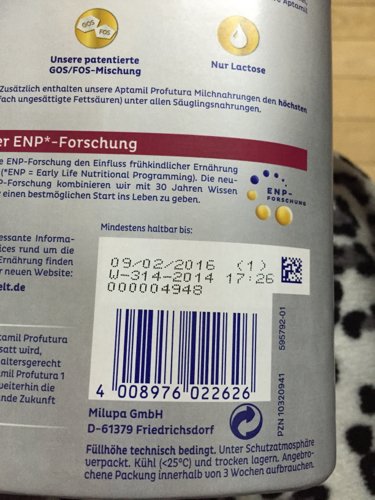 Unsere patentierte
GOS/FOS-Mischung
GOS
FOS
Nur Lactose
Zusätzlich enthalten unsere Aptamil Profutura Milchnahrungen den höchsten
fach ungesättigte Fettsäuren) unter allen Säuglingsnahrungen.
er ENP*-Forschung
e ENP-Forschung den Einfluss frühkindlicher Ernährung
(*ENP = Early Life Nutritional Programming). Die neu-
P-Forschung kombinieren wir mit 30 Jahren Wissen
einen bestmöglichen Start ins Leben zu geben.
ENP-
FORSCHUNG
Mindestens haltbar bis:
09/02/2016 (1)
W-314-2014 17:26
000004948
essante Informa-
ices rund um die
Ernährung finden
r neuen Website:
elt.de
tamil Profutura
satt wird,
altersgerecht
amil Profutura 1
weiterhin die
nde Zukunft
4 008976 022626
595792-01
PZN 10320941
Milupa GmbH
D-61379 Friedrichsdorf
Füllhöhe technisch bedingt. Unter Schutzatmosphäre
verpackt. Kühl (<25°C) und trocken lagern. Angebro-
chene Packung innerhalb von 3 Wochen aufbrauchen.